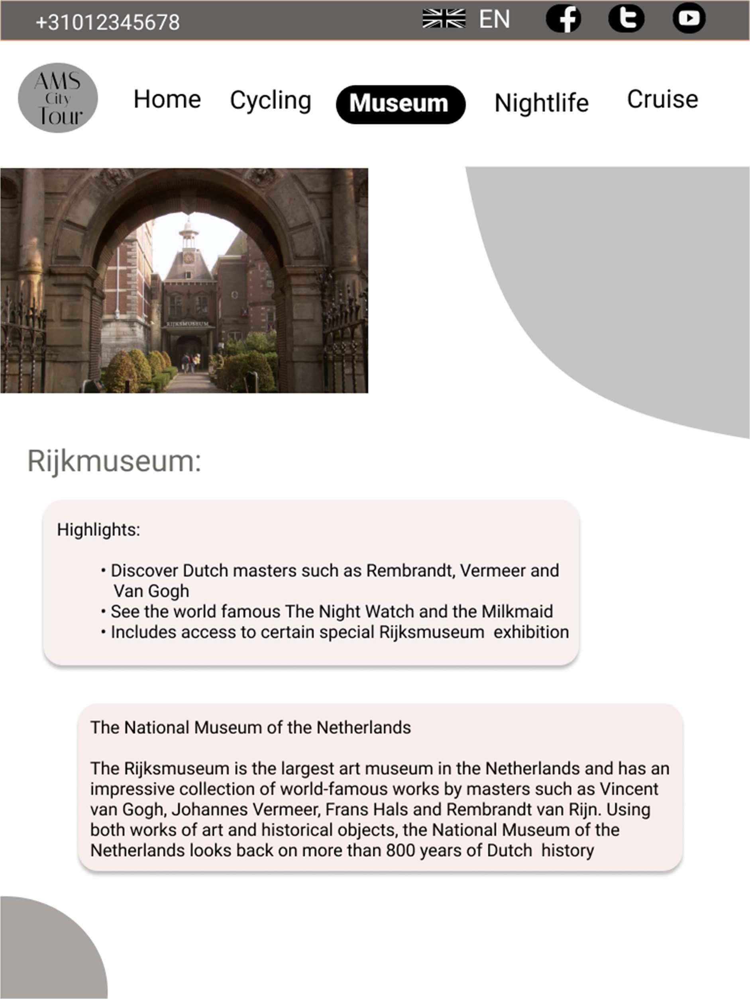 +31012345678 EN
AMS
City
Tour
Home Cycling Museum Nightlife Cruise
RIJKSMUSEUM
Rijkmuseum:
Highlights:
• Discover Dutch masters such as Rembrandt, Vermeer and
Van Gogh
• See the world famous The Night Watch and the Milkmaid
• Includes access to certain special Rijksmuseum  exhibition
The National Museum of the Netherlands
The Rijksmuseum is the largest art museum in the Netherlands and has an
impressive collection of world-famous works by masters such as Vincent
van Gogh, Johannes Vermeer, Frans Hals and Rembrandt van Rijn. Using
both works of art and historical objects, the National Museum of the
Netherlands looks back on more than 800 years of Dutch  history